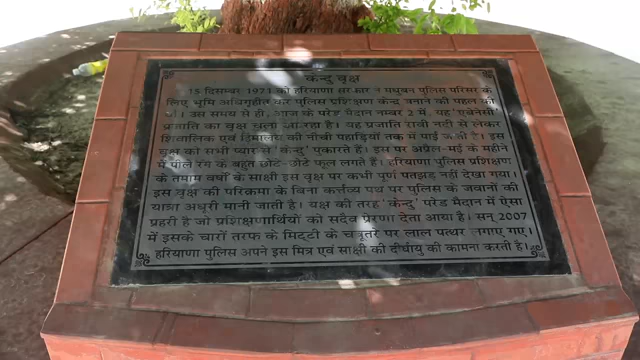 केन्दु वृक्ष
15 दिसम्बर 1971 को हरियाणा सरकार ने मधुबन पुलिस परिसर के
लिए भूमि अधिगृहीत कर पुलिस प्रशिक्षण केन्द्र बनाने की पहल की
थी। उस समय से ही, आज के परेड मैदान नम्बर 2 में, यह 'एबेनेसी'
प्रजाति का वृक्ष चला आ रहा है। यह प्रजाति रावी नदी से लेकर
शिवालिक एवं हिमालय की नीची पहाड़ियों तक में पाई जाती है। इस
वृक्ष को सभी प्यार से 'केन्दु' पुकारते हैं। इस पर अप्रैल-मई के महीने
में पीले रंग के बहुत छोटे-छोटे फूल लगते हैं। हरियाणा पुलिस प्रशिक्षण
के तमाम वर्षों के साक्षी इस वृक्ष पर कभी पूर्ण पतझड़ नहीं देखा गया।
इस वृक्ष की परिक्रमा के बिना कर्त्तव्य पथ पर पुलिस के जवानों की
यात्रा अधूरी मानी जाती है। यक्ष की तरह 'केन्दु' परेड मैदान में ऐसा
प्रहरी है जो प्रशिक्षणार्थियों को सदैव प्रेरणा देता आया है। सन् 2007
में इसके चारों तरफ के मिट्टी के चबूतरे पर लाल पत्थर लगाए गए।
हरियाणा पुलिस अपने इस मित्र एवं साक्षी की दीर्घायु की कामना करती है।